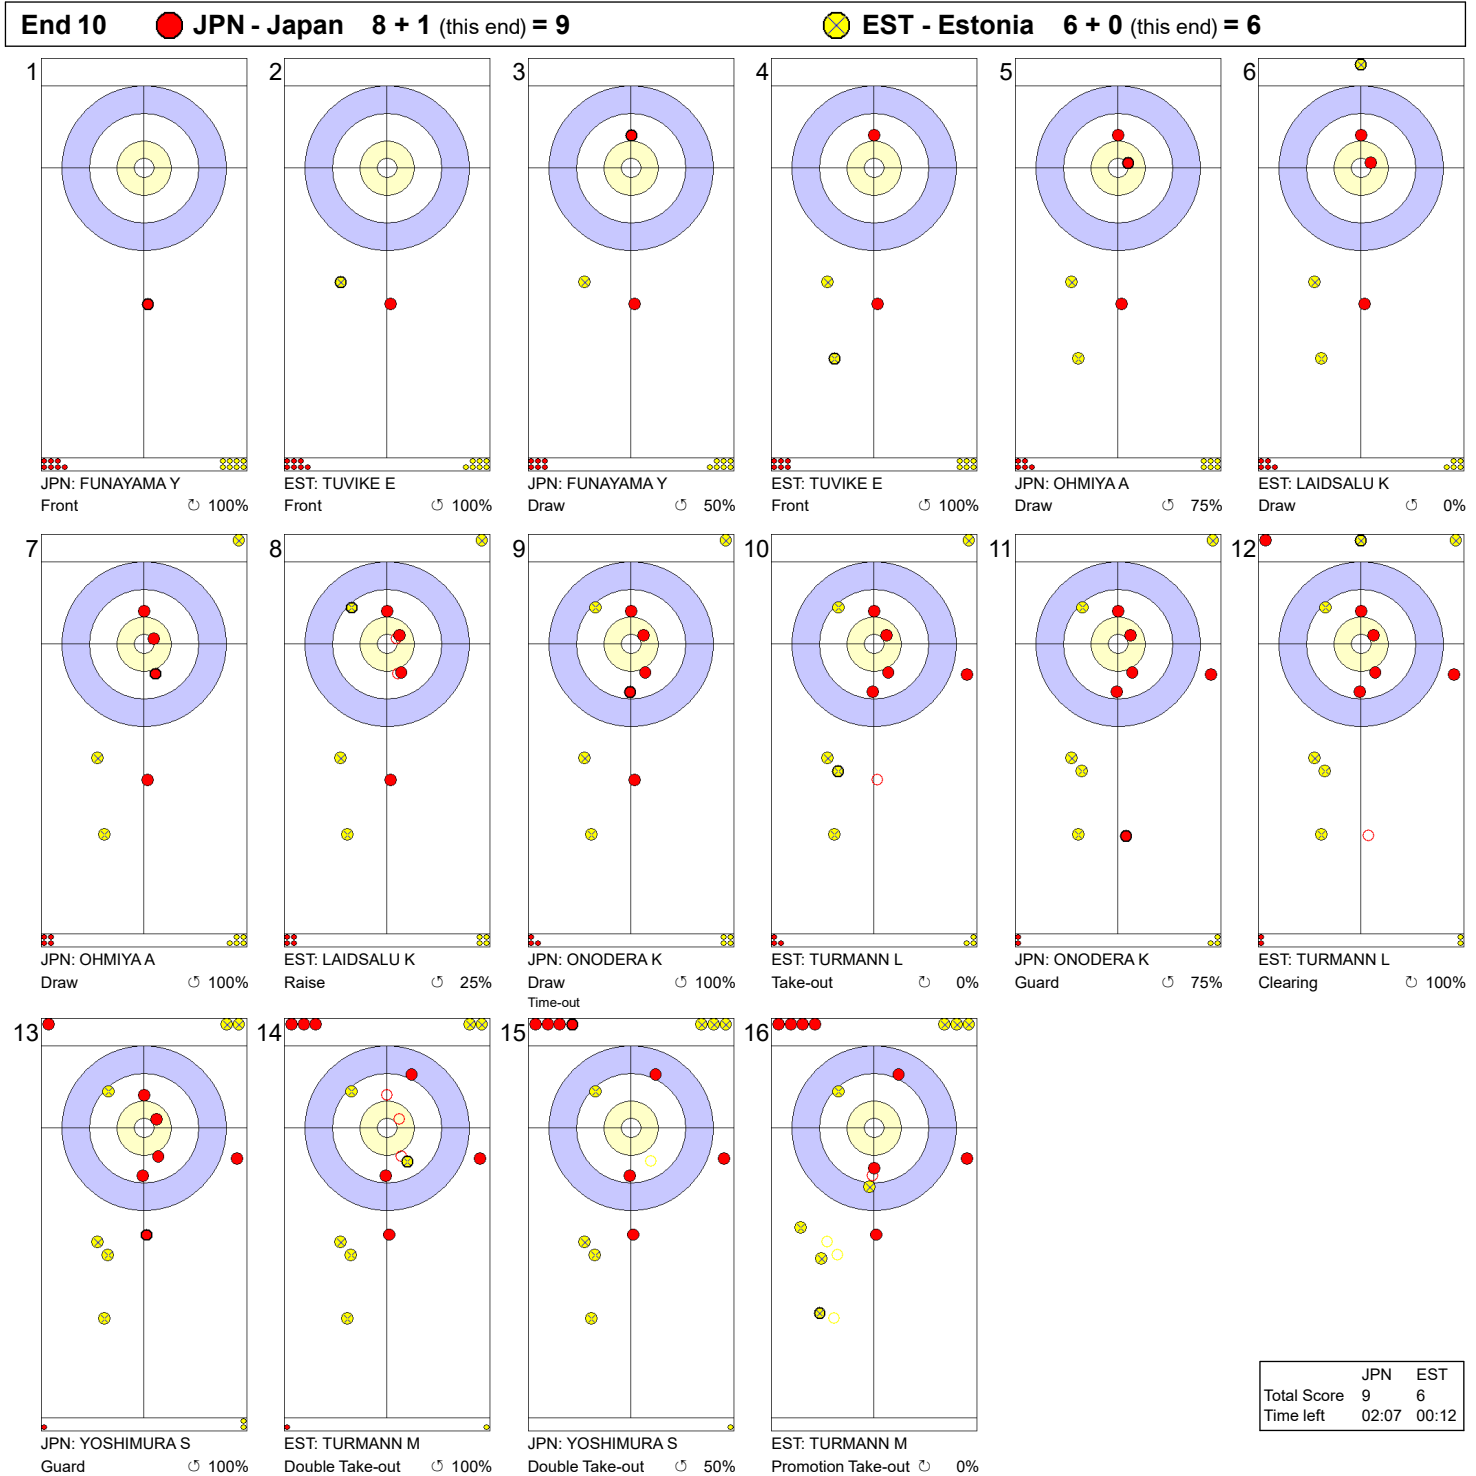 End 10 JPN - Japan 8 + 1 (this end) = 9 EST - Estonia 6 + 0 (this end) = 6
1 2 3 4 5 6
JPN: FUNAYAMA Y EST: TUVIKE E JPN: FUNAYAMA Y EST: TUVIKE E JPN: OHMIYA A EST: LAIDSALU K
Front ↻ 100% Front ↺ 100% Draw ↺ 50% Front ↺ 100% Draw ↺ 75% Draw ↺ 0%
7 8 9 10 11 12
JPN: OHMIYA A EST: LAIDSALU K JPN: ONODERA K EST: TURMANN L JPN: ONODERA K EST: TURMANN L
Draw ↺ 100% Raise ↺ 25% Draw ↺ 100% Take-out ↻ 0% Guard ↺ 75% Clearing ↻ 100%
Time-out
13 14 15 16
JPN: YOSHIMURA S EST: TURMANN M JPN: YOSHIMURA S EST: TURMANN M
Guard ↺ 100% Double Take-out ↺ 100% Double Take-out ↺ 50% Promotion Take-out ↻ 0%
JPN EST
Total Score 9 6
Time left 02:07 00:12